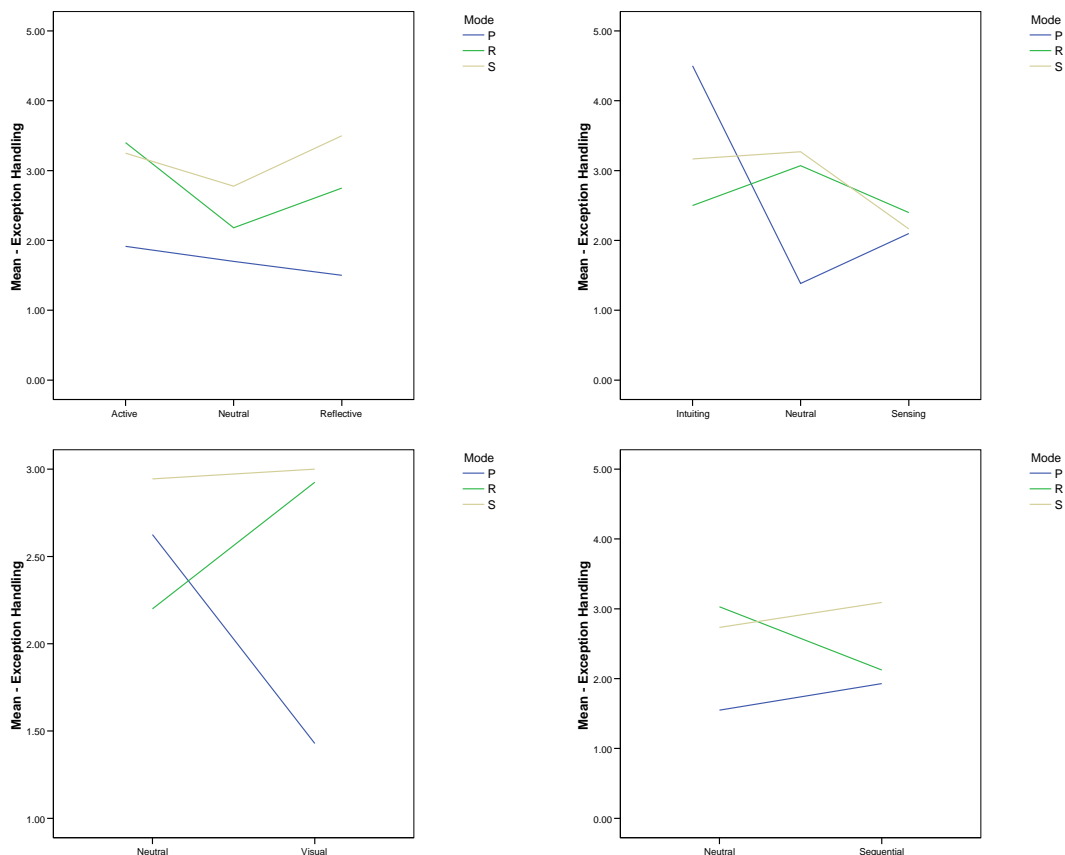 Mean - Exception Handling
5.00
4.00
3.00
2.00
1.00
0.00
Active Neutral Reflective
Mode
P
R
S
Mean - Exception Handling
5.00
4.00
3.00
2.00
1.00
0.00
Intuiting Neutral Sensing
Mode
P
R
S
Mean - Exception Handling
3.00
2.50
2.00
1.50
1.00
Neutral Visual
Mode
P
R
S
Mean - Exception Handling
5.00
4.00
3.00
2.00
1.00
0.00
Neutral Sequential
Mode
P
R
S